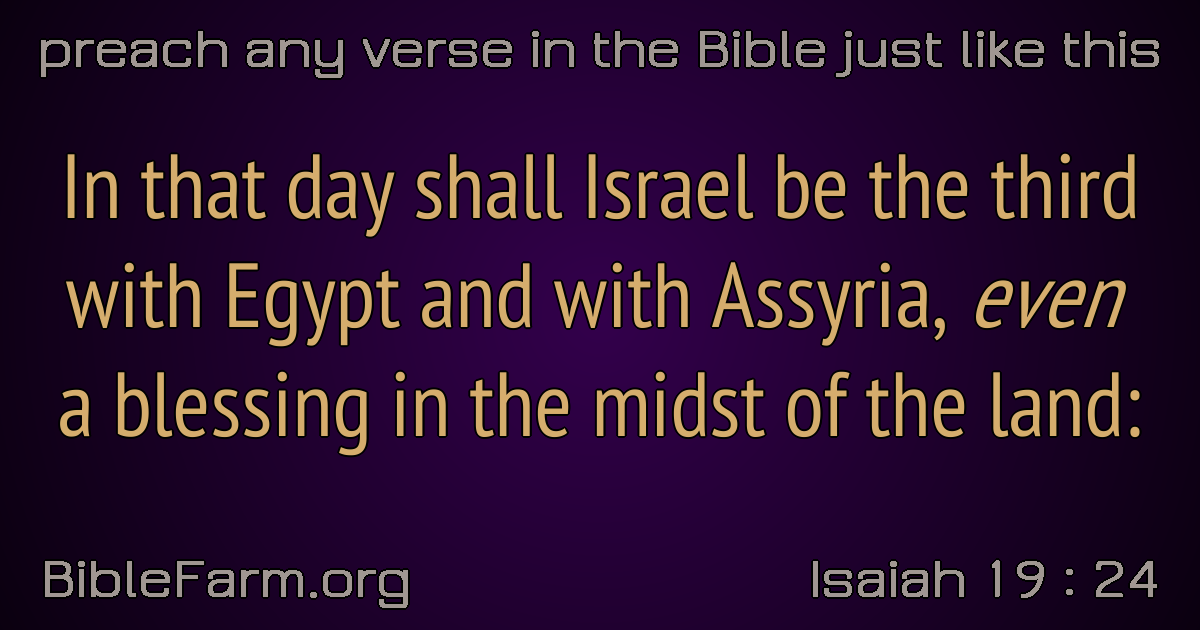 preach any verse in the Bible just like this
In that day shall Israel be the third
with Egypt and with Assyria, even
a blessing in the midst of the land:
BibleFarm.org
Isaiah 19 : 24